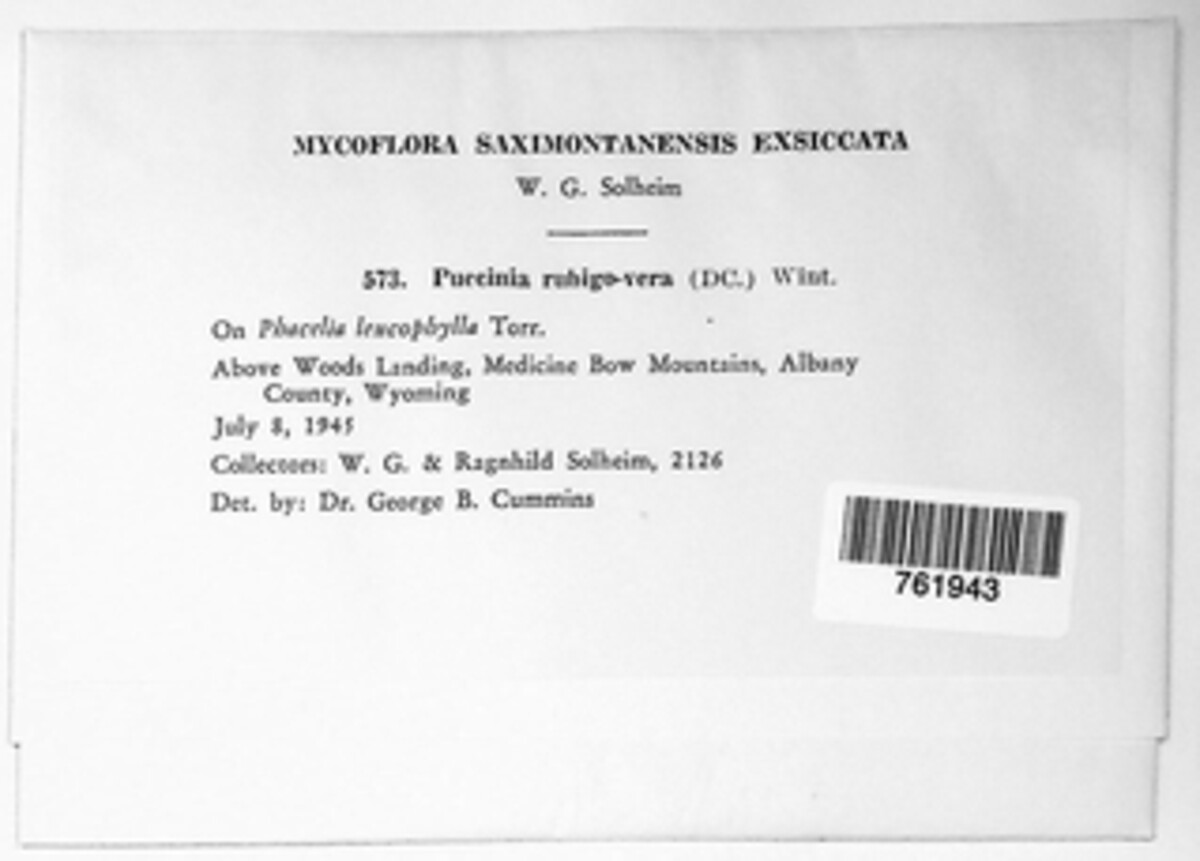 MYCOFLORA SAXIMONTANENSIS EXSICCATA
W. G. Solheim
573. Puccinia rubigo-vera (DC.) Wint.
On Phacelia leucophylla Torr.
Above Woods Landing, Medicine Bow Mountains, Albany
County, Wyoming
July 8, 1945
Collectors: W. G. & Ragnhild Solheim, 2126
Det. by: Dr. George B. Cummins
761943